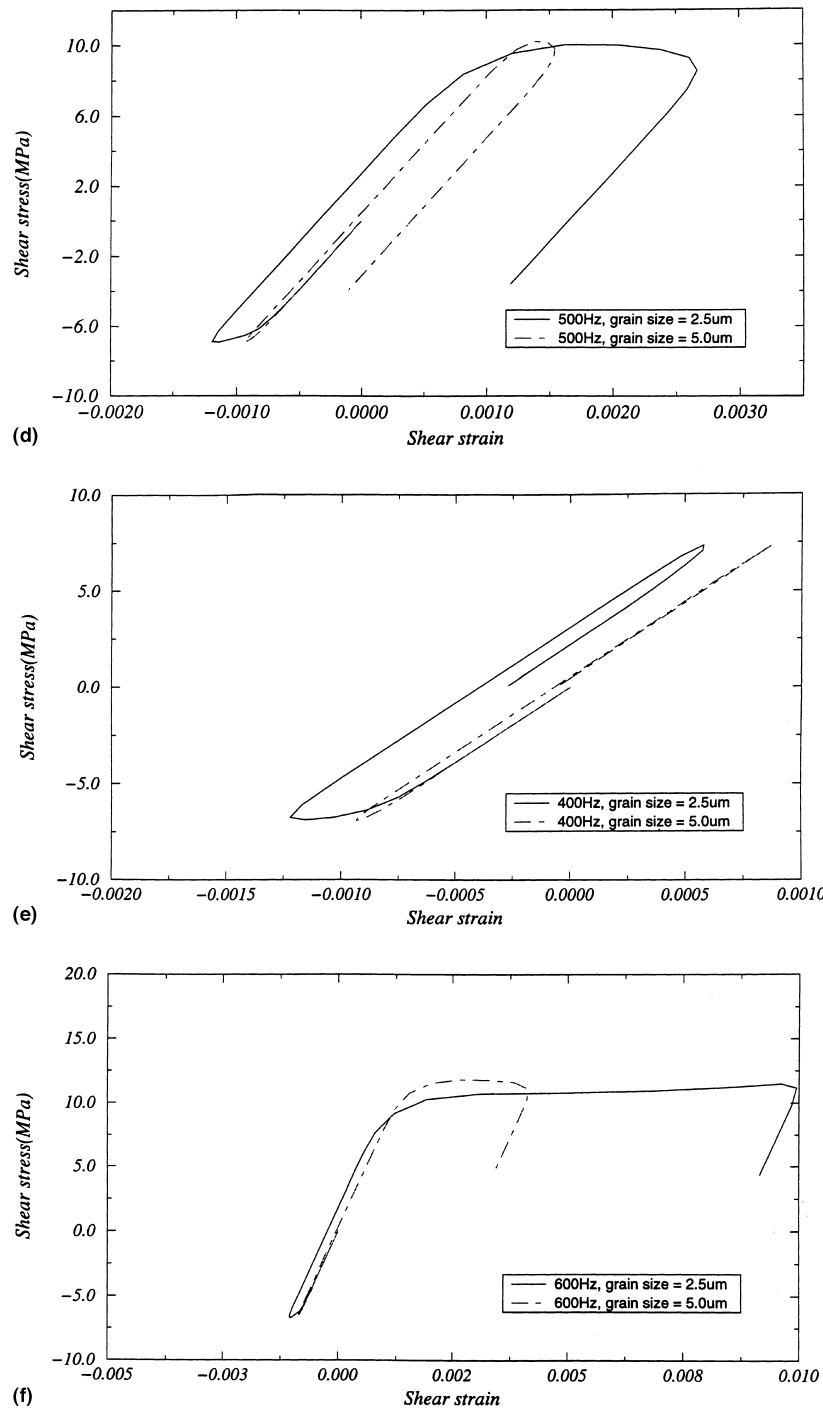 10.0
6.0
2.0
−2.0
−6.0
−10.0
Shear stress(MPa)
500Hz, grain size = 2.5um
500Hz, grain size = 5.0um
−0.0020 −0.0010 0.0000 0.0010 0.0020 0.0030
Shear strain
(d)
10.0
5.0
0.0
−5.0
−10.0
Shear stress(MPa)
400Hz, grain size = 2.5um
400Hz, grain size = 5.0um
−0.0020 −0.0015 −0.0010 −0.0005 0.0000 0.0005 0.0010
Shear strain
(e)
20.0
15.0
10.0
5.0
0.0
−5.0
−10.0
Shear stress(MPa)
600Hz, grain size = 2.5um
600Hz, grain size = 5.0um
−0.005 −0.003 0.000 0.002 0.005 0.008 0.010
Shear strain
(f)